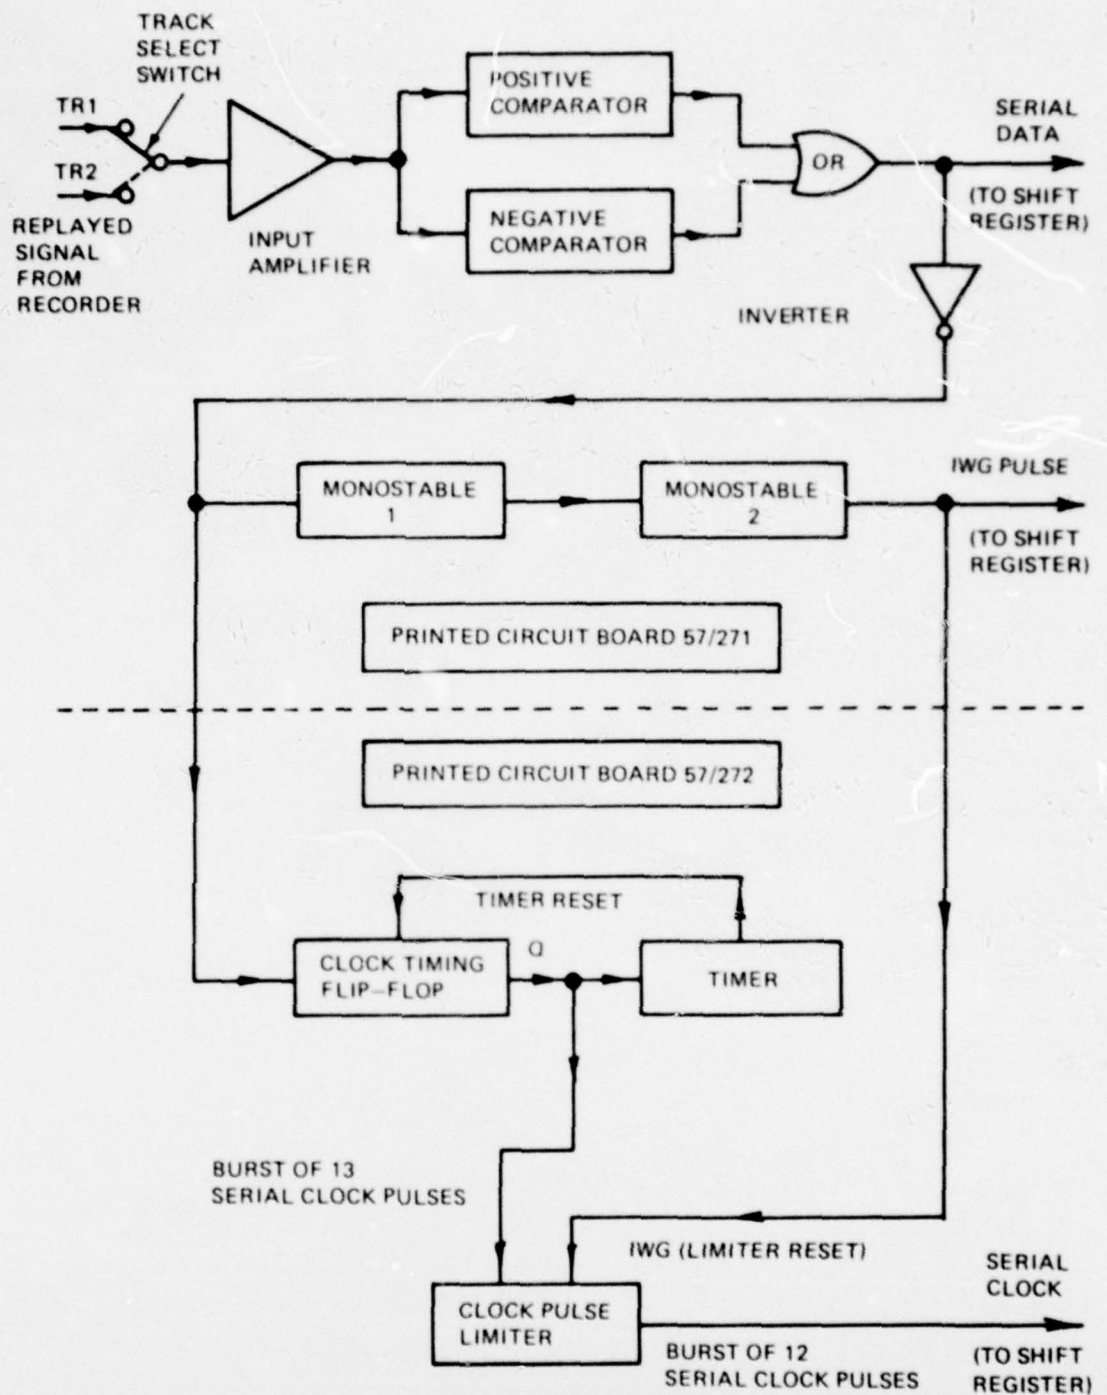 TRACK
SELECT
SWITCH
TR1
TR2
REPLAYED
SIGNAL
FROM
RECORDER
INPUT
AMPLIFIER
POSITIVE
COMPARATOR
NEGATIVE
COMPARATOR
OR
SERIAL
DATA
(TO SHIFT
REGISTER)
INVERTER
MONOSTABLE
1
MONOSTABLE
2
IWG PULSE
(TO SHIFT
REGISTER)
PRINTED CIRCUIT BOARD 57/271
PRINTED CIRCUIT BOARD 57/272
TIMER RESET
CLOCK TIMING
FLIP-FLOP
Q
TIMER
BURST OF 13
SERIAL CLOCK PULSES
IWG (LIMITER RESET)
CLOCK PULSE
LIMITER
SERIAL
CLOCK
BURST OF 12
SERIAL CLOCK PULSES
(TO SHIFT
REGISTER)